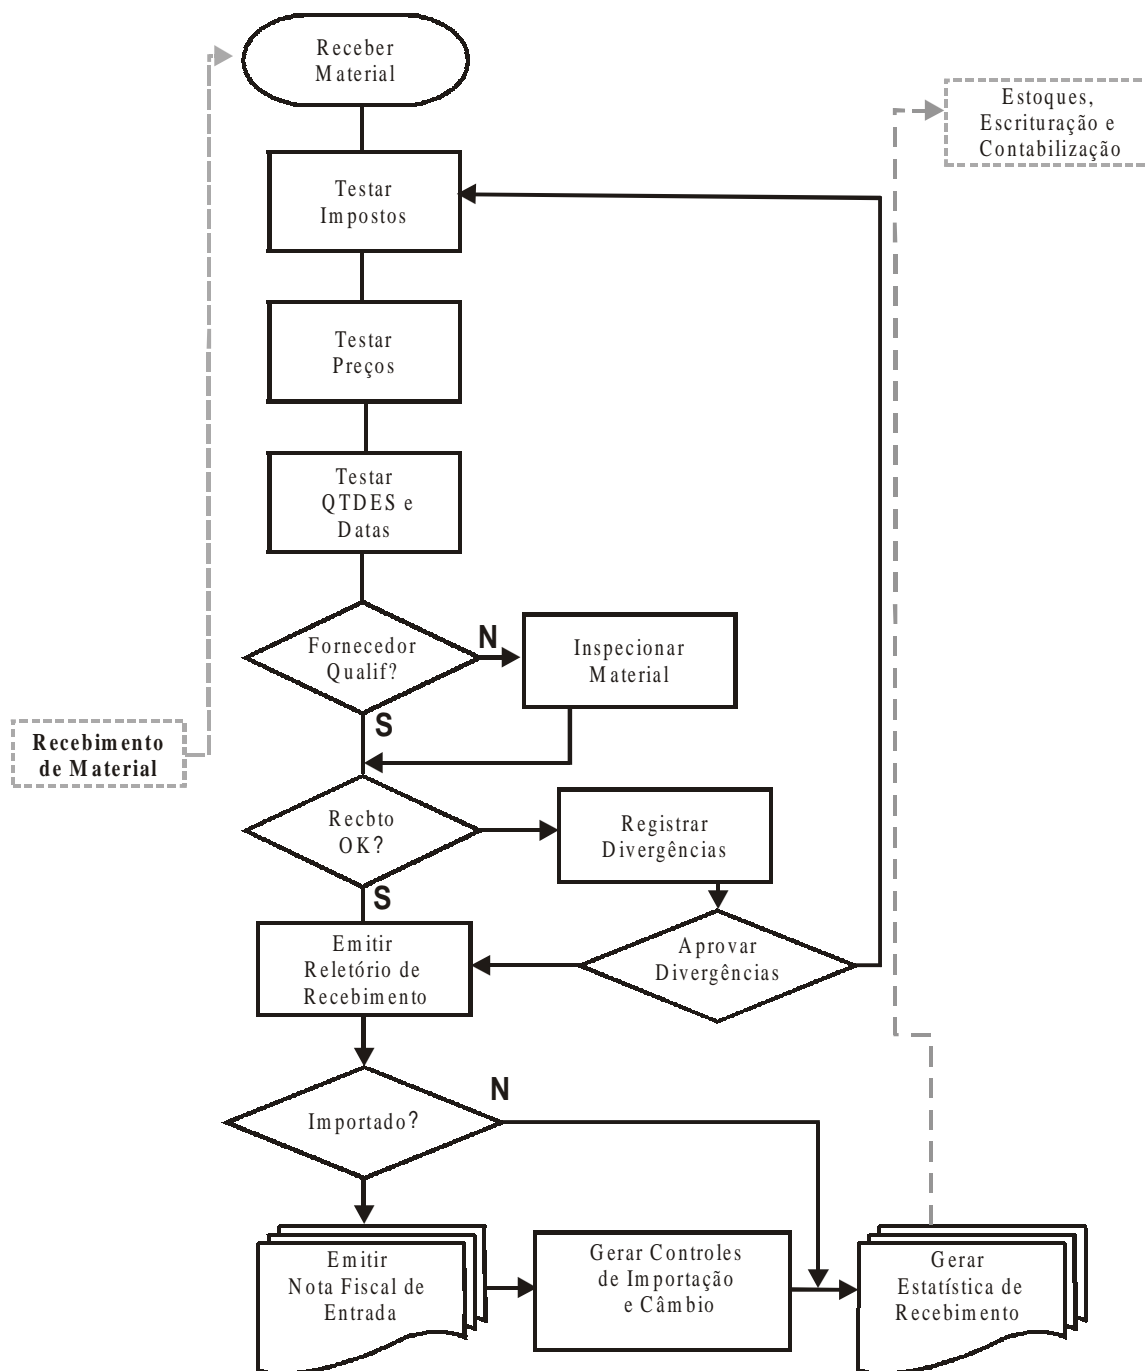 Receber
Material
Estoques,
Escrituração e
Contabilização
Testar
Impostos
Testar
Preços
Testar
QTDES e
Datas
Fornecedor
Qualif?
N
Inspecionar
Material
S
Recebimento
de Material
Recbto
OK?
Registrar
Divergências
S
Emitir
Reletório de
Recebimento
Aprovar
Divergências
Importado?
N
Emitir
Nota Fiscal de
Entrada
Gerar Controles
de Importação
e Câmbio
Gerar
Estatística de
Recebimento